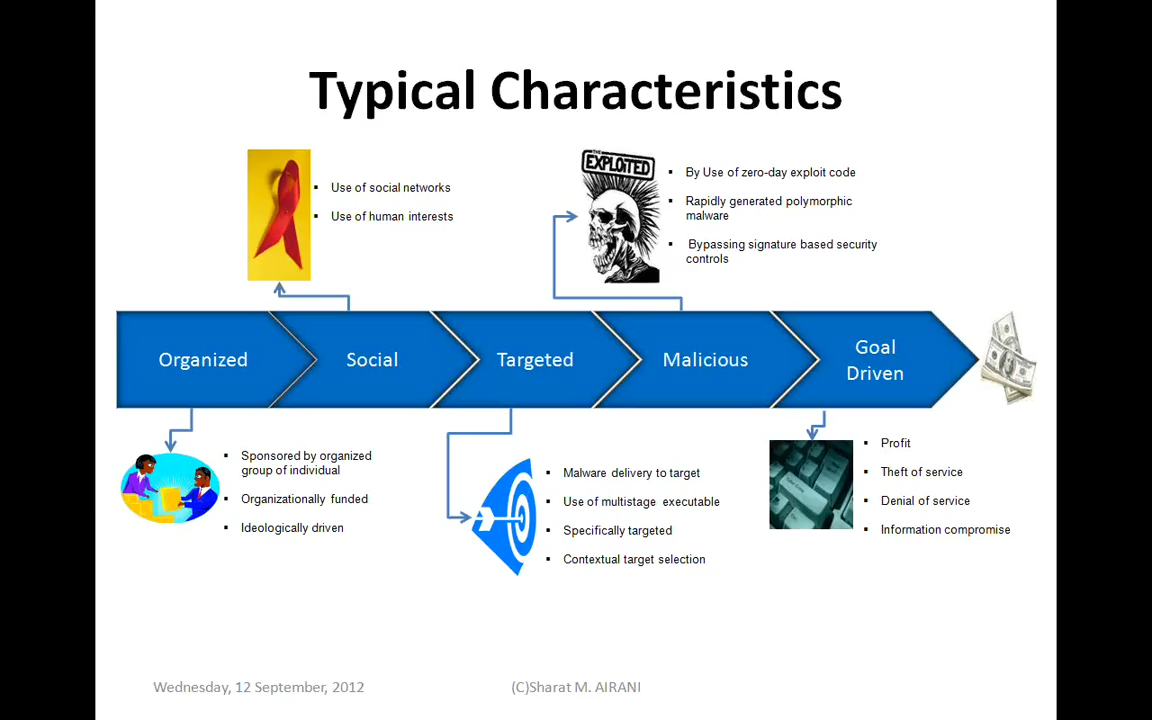 Typical Characteristics
▪ Use of social networks
▪ Use of human interests
THE
EXPLOITED
▪ By Use of zero-day exploit code
▪ Rapidly generated polymorphic
malware
▪ Bypassing signature based security
controls
Organized
Social
Targeted
Malicious
Goal
Driven
▪ Sponsored by organized
group of individual
▪ Organizationally funded
▪ Ideologically driven
▪ Malware delivery to target
▪ Use of multistage executable
▪ Specifically targeted
▪ Contextual target selection
▪ Profit
▪ Theft of service
▪ Denial of service
▪ Information compromise
Wednesday, 12 September, 2012
(C)Sharat M. AIRANI